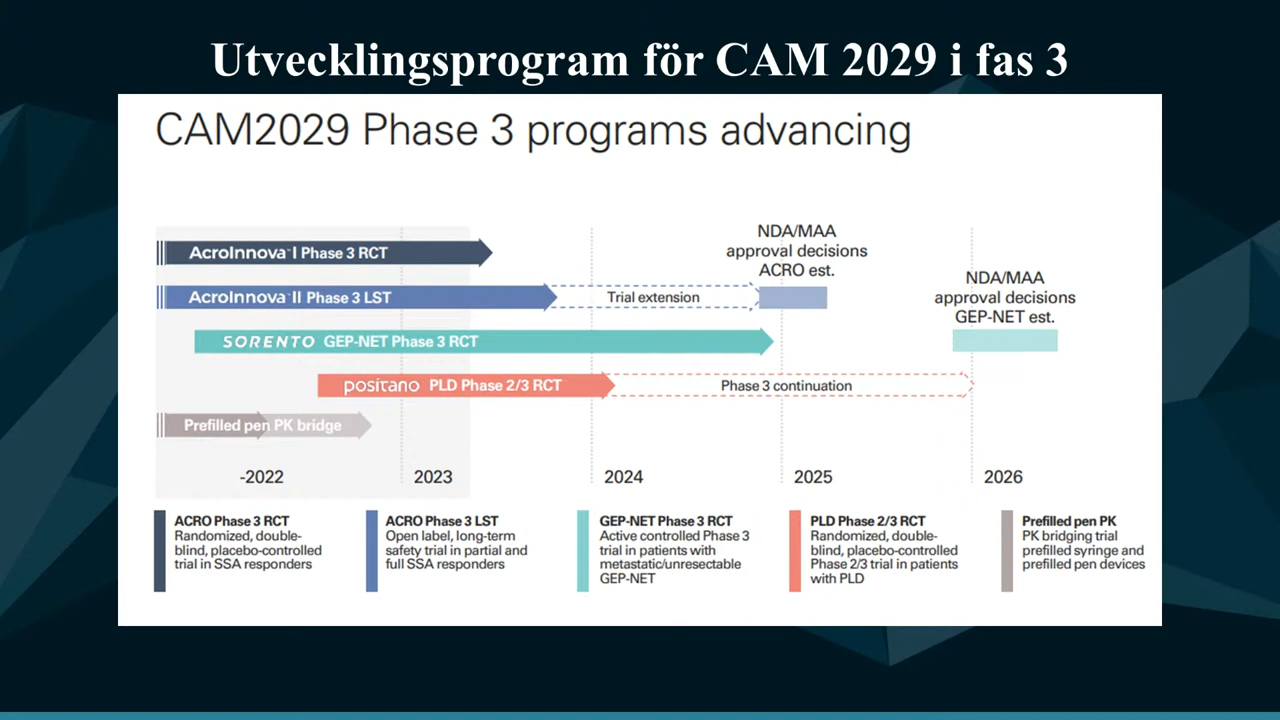 Utvecklingsprogram för CAM 2029 i fas 3
CAM2029 Phase 3 programs advancing
NDA/MAA
approval decisions
ACRO est.
NDA/MAA
approval decisions
GEP-NET est.
AcroInnova™ I Phase 3 RCT
AcroInnova™ II Phase 3 LST
Trial extension
SORENTO GEP-NET Phase 3 RCT
positano PLD Phase 2/3 RCT
Phase 3 continuation
Prefilled pen PK bridge
-2022
2023
2024
2025
2026
ACRO Phase 3 RCT
Randomized, double-
blind, placebo-controlled
trial in SSA responders
ACRO Phase 3 LST
Open label, long-term
safety trial in partial and
full SSA responders
GEP-NET Phase 3 RCT
Active controlled Phase 3
trial in patients with
metastatic/unresectable
GEP-NET
PLD Phase 2/3 RCT
Randomized, double-
blind, placebo-controlled
Phase 2/3 trial in patients
with PLD
Prefilled pen PK
PK bridging trial
prefilled syringe and
prefilled pen devices